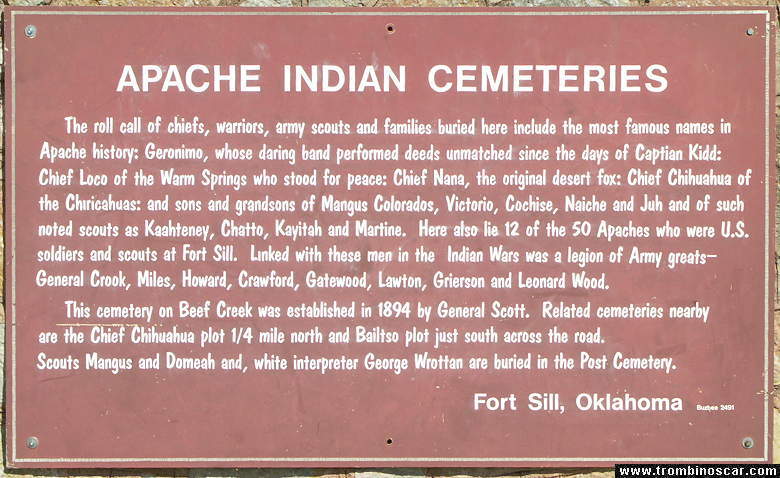 APACHE INDIAN CEMETERIES
The roll call of chiefs, warriors, army scouts and families buried here include the most famous names in
Apache history: Geronimo, whose daring band performed deeds unmatched since the days of Captian Kidd:
Chief Loco of the Warm Springs who stood for peace: Chief Nana, the original desert fox: Chief Chihuahua of
the Chiricahuas: and sons and grandsons of Mangus Colorados, Victorio, Cochise, Naiche and Juh and of such
noted scouts as Kaahteney, Chatto, Kayitah and Martine. Here also lie 12 of the 50 Apaches who were U.S.
soldiers and scouts at Fort Sill. Linked with these men in the Indian Wars was a legion of Army greats—
General Crook, Miles, Howard, Crawford, Gatewood, Lawton, Grierson and Leonard Wood.
This cemetery on Beef Creek was established in 1894 by General Scott. Related cemeteries nearby
are the Chief Chihuahua plot 1/4 mile north and Bailtso plot just south across the road.
Scouts Mangus and Domeah and, white interpreter George Wrottan are buried in the Post Cemetery.
Fort Sill, Oklahoma 2491
www.trombinoscar.com